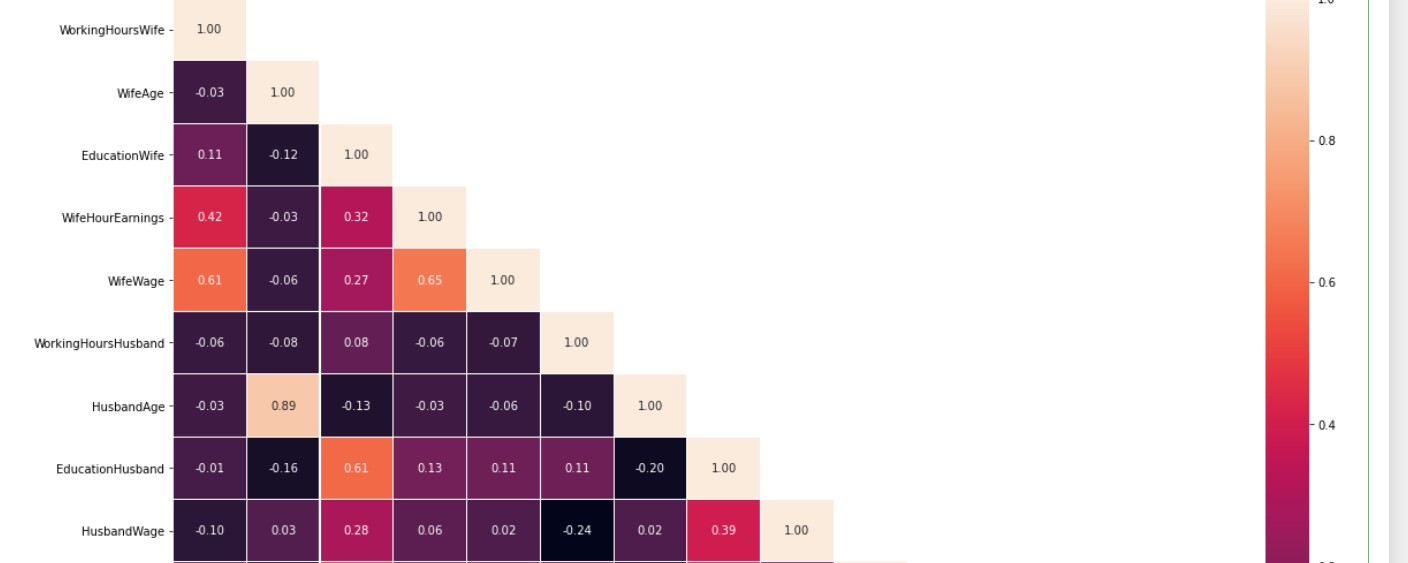 WorkingHoursWife 1.00
WifeAge -0.03 1.00
EducationWife 0.11 -0.12 1.00
WifeHourEarnings 0.42 -0.03 0.32 1.00
WifeWage 0.61 -0.06 0.27 0.65 1.00
WorkingHoursHusband -0.06 -0.08 0.08 -0.06 -0.07 1.00
HusbandAge -0.03 0.89 -0.13 -0.03 -0.06 -0.10 1.00
EducationHusband -0.01 -0.16 0.61 0.13 0.11 0.11 -0.20 1.00
HusbandWage -0.10 0.03 0.28 0.06 0.02 -0.24 0.02 0.39 1.00
0.8
0.6
0.4